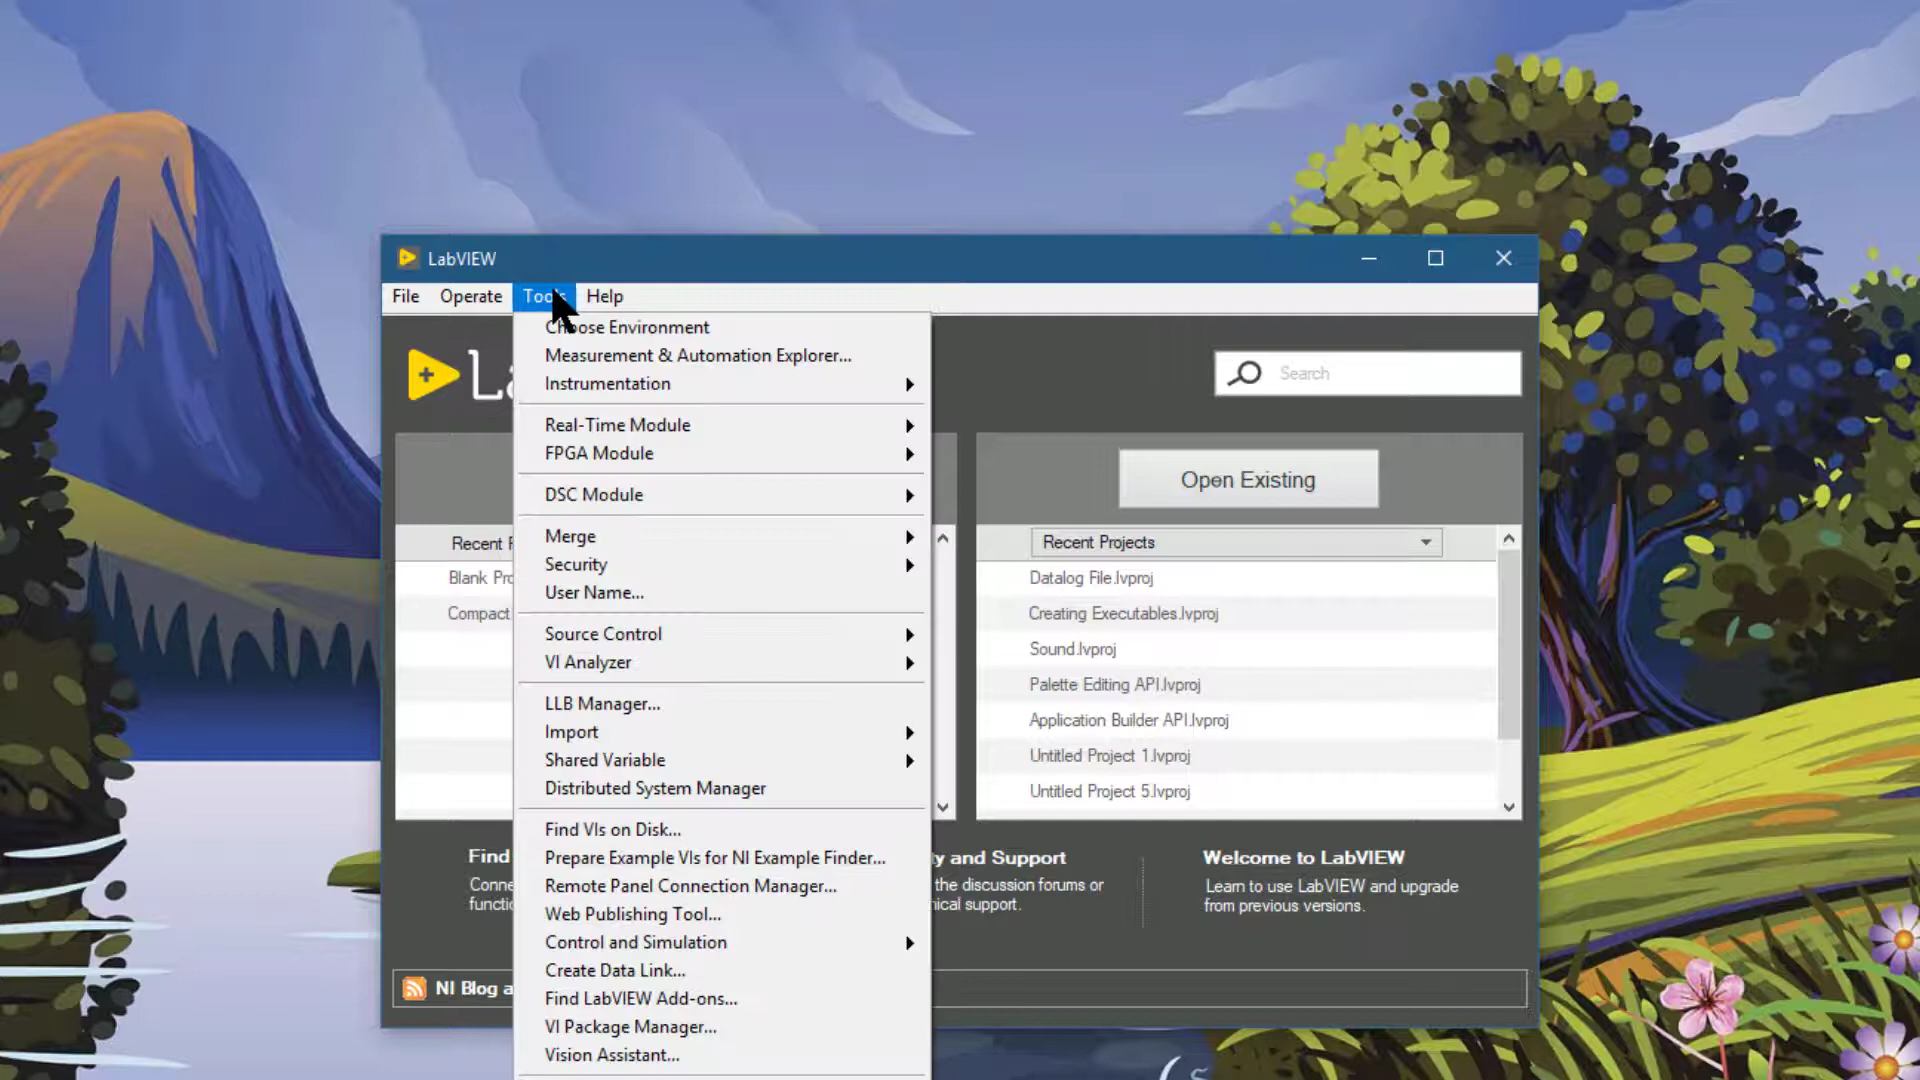 LabVIEW
File Operate Tools Help
Choose Environment
Measurement & Automation Explorer...
Instrumentation
Real-Time Module
FPGA Module
DSC Module
Merge
Security
User Name...
Source Control
VI Analyzer
LLB Manager...
Import
Shared Variable
Distributed System Manager
Find VIs on Disk...
Prepare Example VIs for NI Example Finder...
Remote Panel Connection Manager...
Web Publishing Tool...
Control and Simulation
Create Data Link...
Find LabVIEW Add-ons...
VI Package Manager...
Vision Assistant...
Search
Recent
Blank
Compact
Open Existing
Recent Projects
Datalog File.lvproj
Creating Executables.lvproj
Sound.lvproj
Palette Editing API.lvproj
Application Builder API.lvproj
Untitled Project 1.lvproj
Untitled Project 5.lvproj
Find
y and Support
the discussion forums or
ical support.
Welcome to LabVIEW
Learn to use LabVIEW and upgrade
from previous versions.
NI Blog a